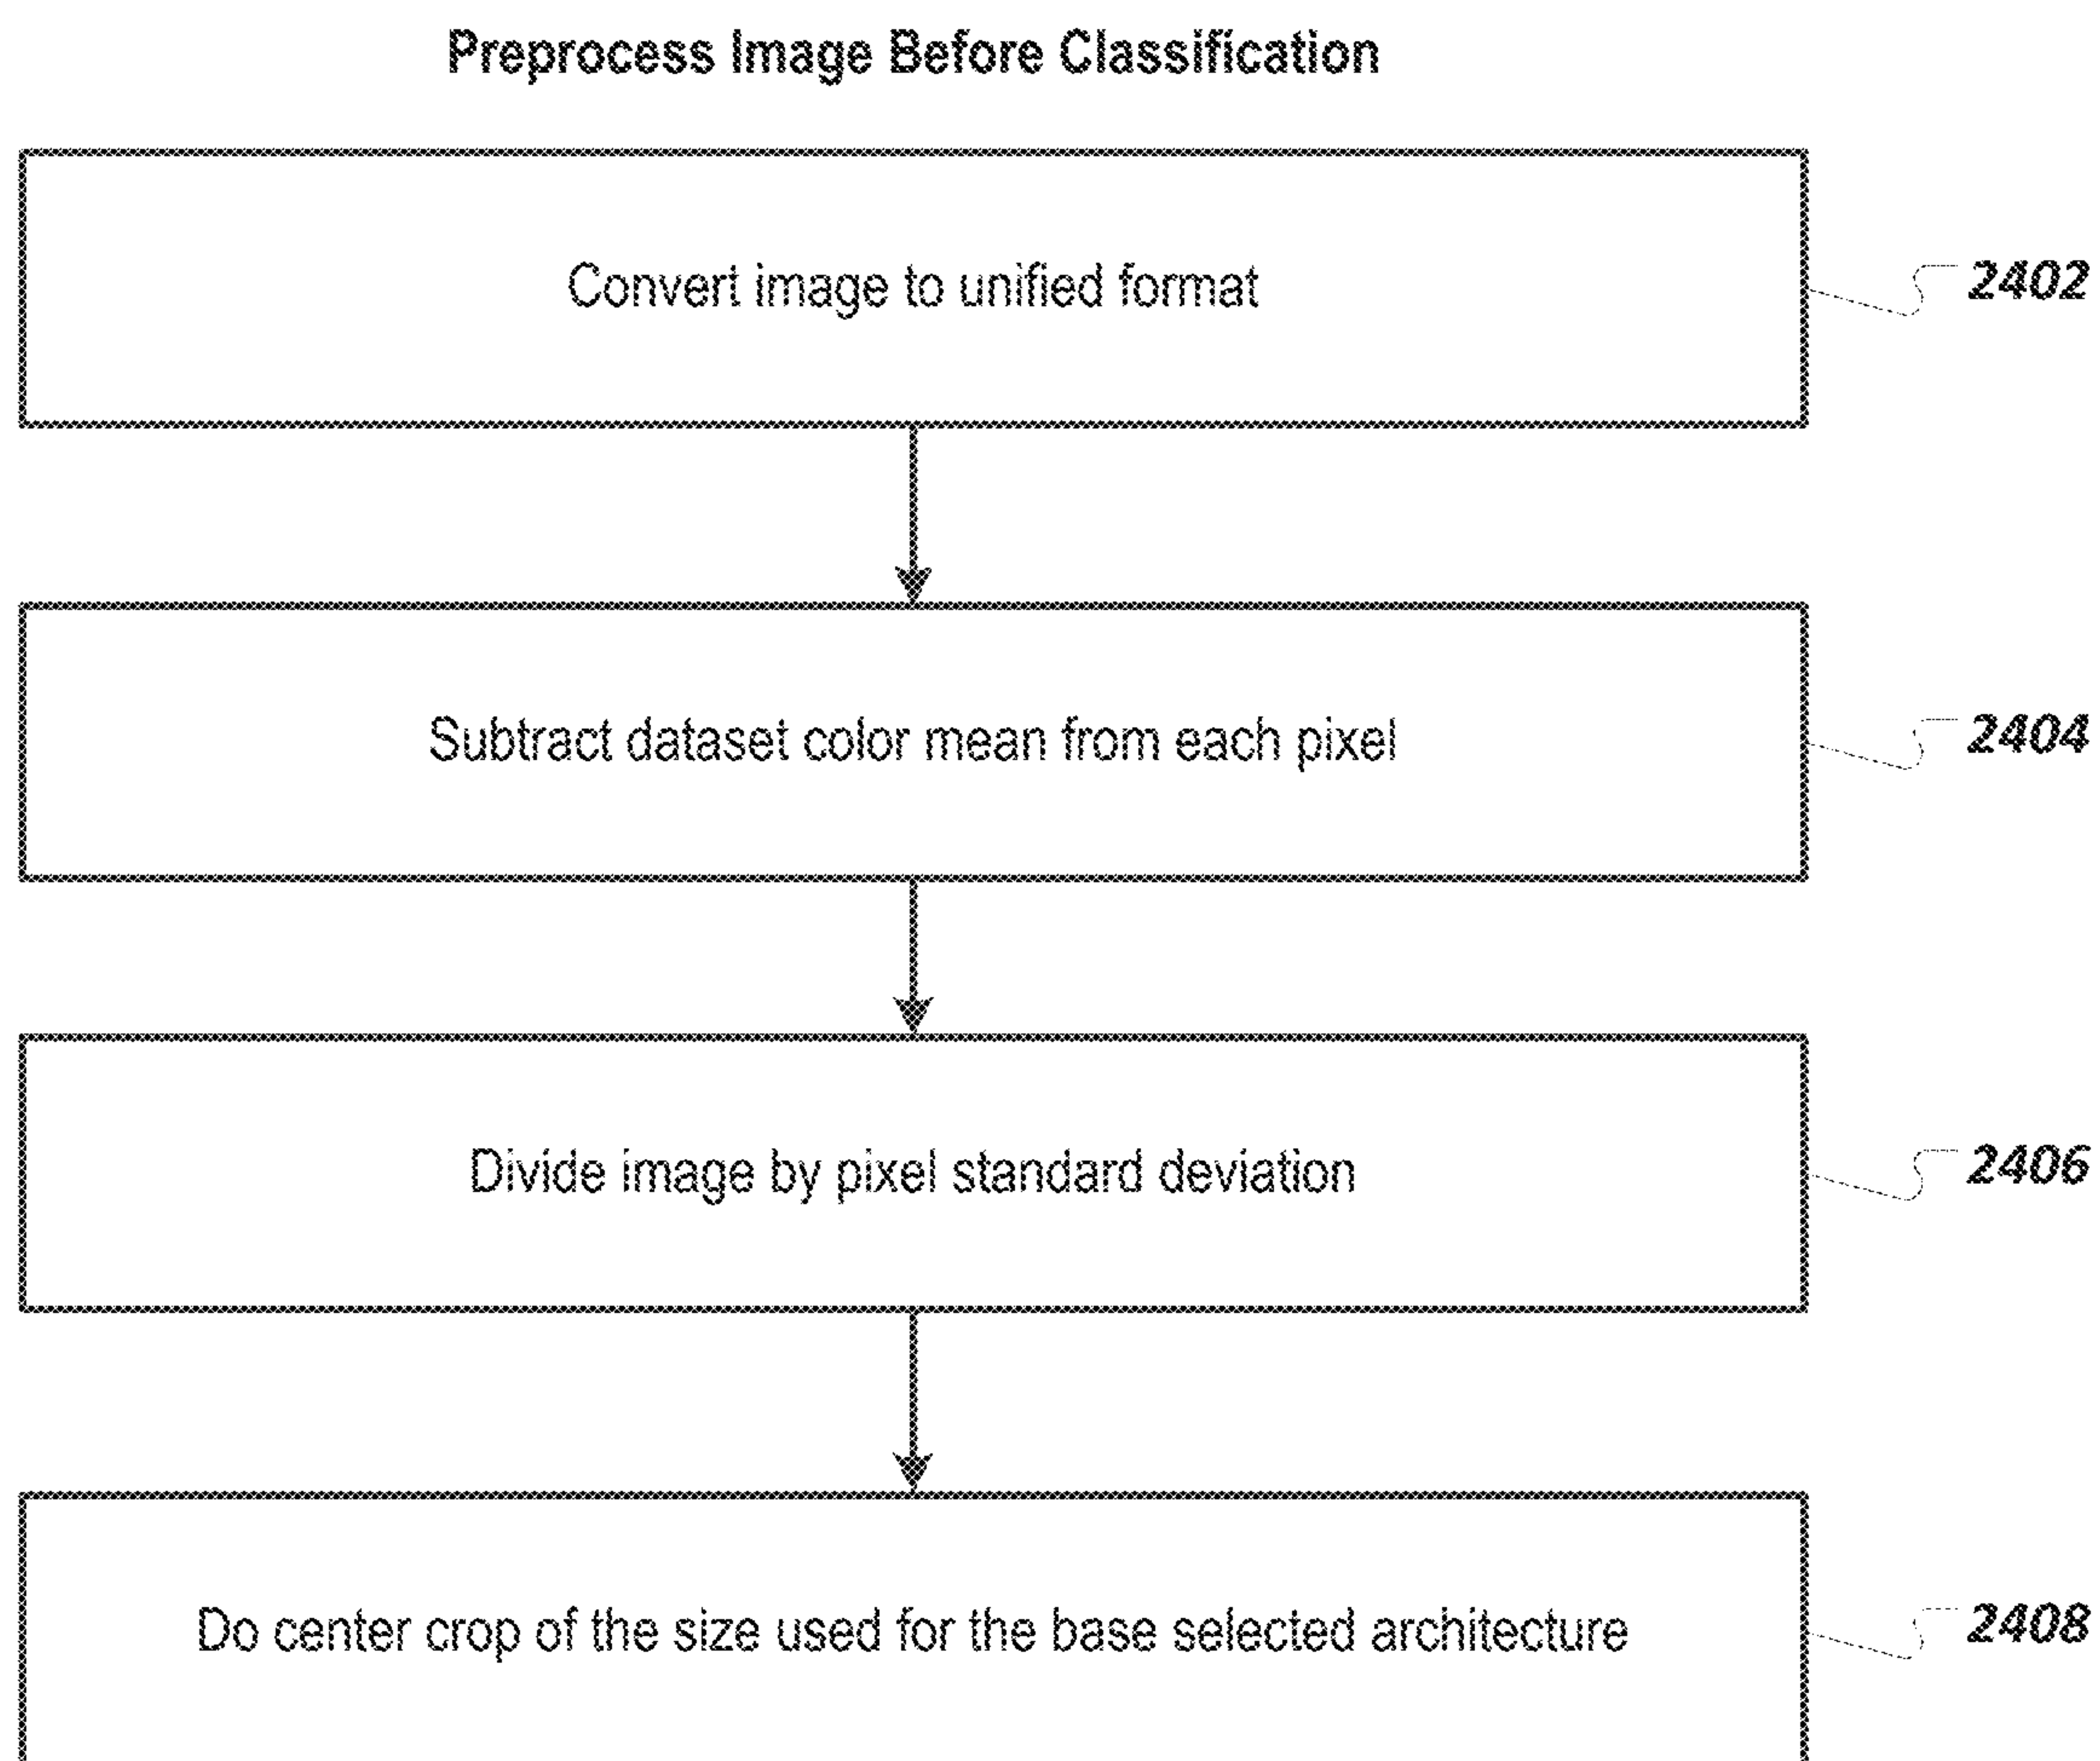 Preprocess Image Before Classification
Convert image to unified format
2402
Subtract dataset color mean from each pixel
2404
Divide image by pixel standard deviation
2406
Do center crop of the size used for the base selected architecture
2408